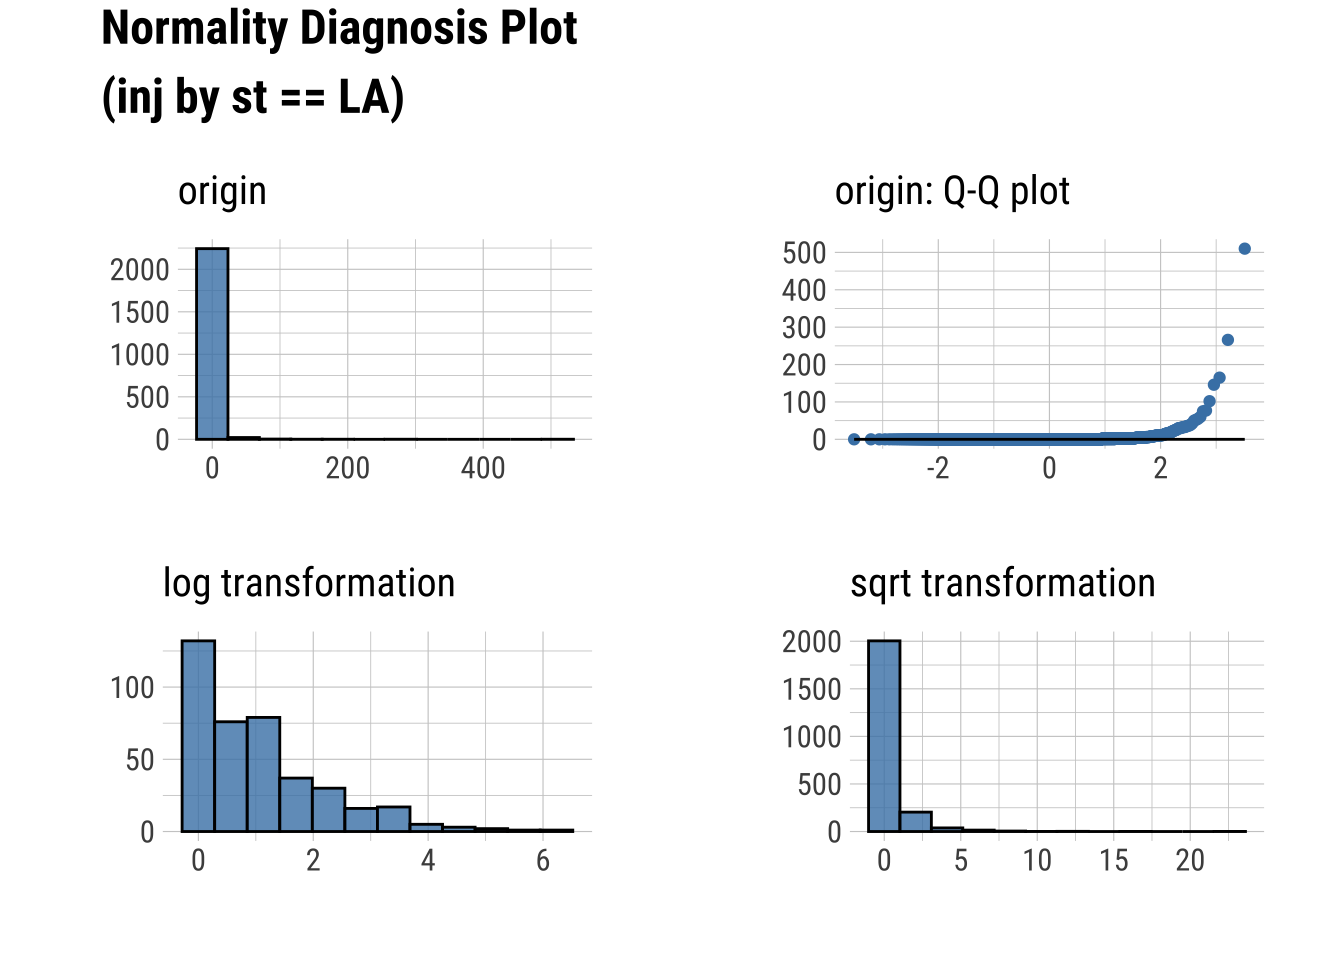 Normality Diagnosis Plot
(inj by st == LA)
origin
2000
1500
1000
500
0
0 200 400
origin: Q-Q plot
500
400
300
200
100
0
-2 0 2
log transformation
100
50
0
0 2 4 6
sqrt transformation
2000
1500
1000
500
0
0 5 10 15 20